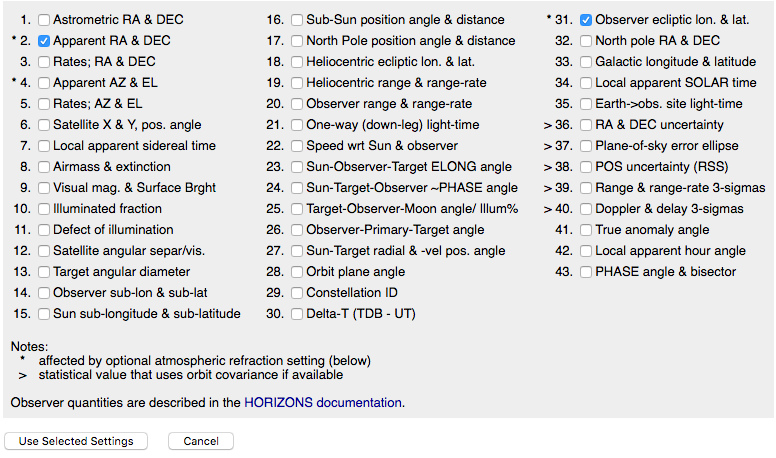 1. Astrometric RA & DEC
* 2. Apparent RA & DEC
3. Rates; RA & DEC
* 4. Apparent AZ & EL
5. Rates; AZ & EL
6. Satellite X & Y, pos. angle
7. Local apparent sidereal time
8. Airmass & extinction
9. Visual mag. & Surface Brght
10. Illuminated fraction
11. Defect of illumination
12. Satellite angular separ/vis.
13. Target angular diameter
14. Observer sub-lon & sub-lat
15. Sun sub-longitude & sub-latitude
16. Sub-Sun position angle & distance
17. North Pole position angle & distance
18. Heliocentric ecliptic lon. & lat.
19. Heliocentric range & range-rate
20. Observer range & range-rate
21. One-way (down-leg) light-time
22. Speed wrt Sun & observer
23. Sun-Observer-Target ELONG angle
24. Sun-Target-Observer ~PHASE angle
25. Target-Observer-Moon angle/ Illum%
26. Observer-Primary-Target angle
27. Sun-Target radial & -vel pos. angle
28. Orbit plane angle
29. Constellation ID
30. Delta-T (TDB - UT)
* 31. Observer ecliptic lon. & lat.
32. North pole RA & DEC
33. Galactic longitude & latitude
34. Local apparent SOLAR time
35. Earth->obs. site light-time
> 36. RA & DEC uncertainty
> 37. Plane-of-sky error ellipse
> 38. POS uncertainty (RSS)
> 39. Range & range-rate 3-sigmas
> 40. Doppler & delay 3-sigmas
41. True anomaly angle
42. Local apparent hour angle
43. PHASE angle & bisector
Notes:
* affected by optional atmospheric refraction setting (below)
> statistical value that uses orbit covariance if available
Observer quantities are described in the HORIZONS documentation.
Use Selected Settings
Cancel